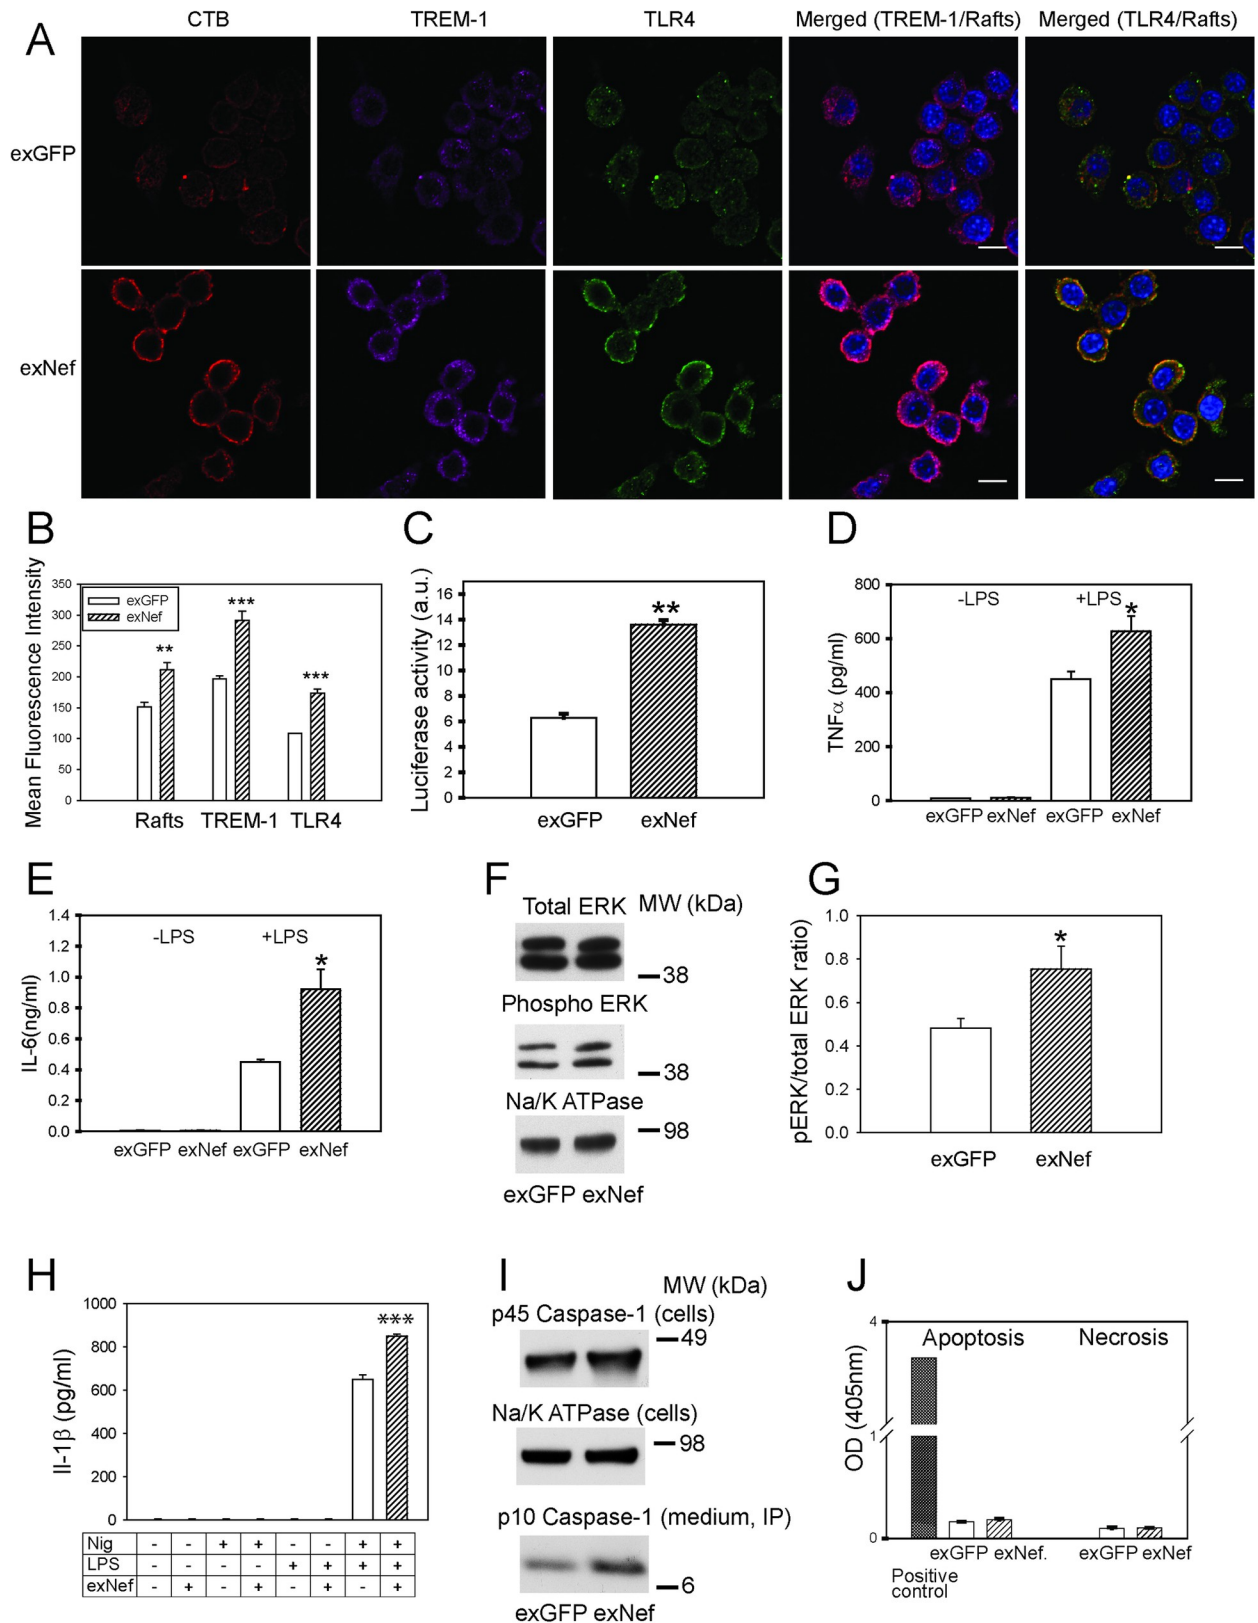 CTB TREM-1 TLR4 Merged (TREM-1/Rafts) Merged (TLR4/Rafts)
A
exGFP
exNef
B
Mean Fluorescence Intensity
350
300
250
200
150
100
50
0
exGFP
exNef
** *** ***
Rafts TREM-1 TLR4
C
Luciferase activity (a.u.)
16
14
12
10
8
6
4
2
0
**
exGFP exNef
D
TNFα (pg/ml)
800
600
400
200
0
-LPS +LPS
*
exGFP exNef exGFP exNef
E
IL-6(ng/ml)
1.4
1.2
1.0
0.8
0.6
0.4
0.2
0.0
-LPS +LPS
*
exGFP exNef exGFP exNef
F
Total ERK MW (kDa)
38
Phospho ERK
38
Na/K ATPase
98
exGFP exNef
G
pERK/total ERK ratio)
1.0
0.8
0.6
0.4
0.2
0.0
*
exGFP exNef
H
Il-1β (pg/ml)
1000
800
600
400
200
0
***
Nig - - + + - - + +
LPS - - - - + + + +
exNef - + - + - + - +
I
MW (kDa)
p45 Caspase-1 (cells)
49
Na/K ATPase (cells)
98
p10 Caspase-1 (medium, IP)
6
exGFP exNef
J
OD (405nm)
4
1
0
Apoptosis Necrosis
exGFP exNef. exGFP exNef
Positive
control